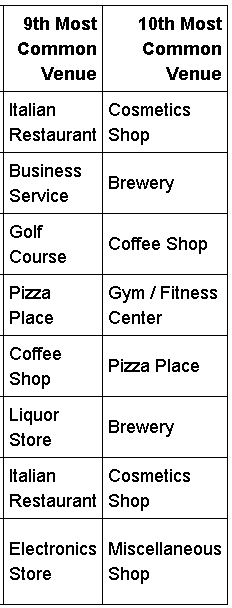 9th Most
Common
Venue
10th Most
Common
Venue
Italian
Restaurant
Cosmetics
Shop
Business
Service
Brewery
Golf
Course
Coffee Shop
Pizza
Place
Gym / Fitness
Center
Coffee
Shop
Pizza Place
Liquor
Store
Brewery
Italian
Restaurant
Cosmetics
Shop
Electronics
Store
Miscellaneous
Shop